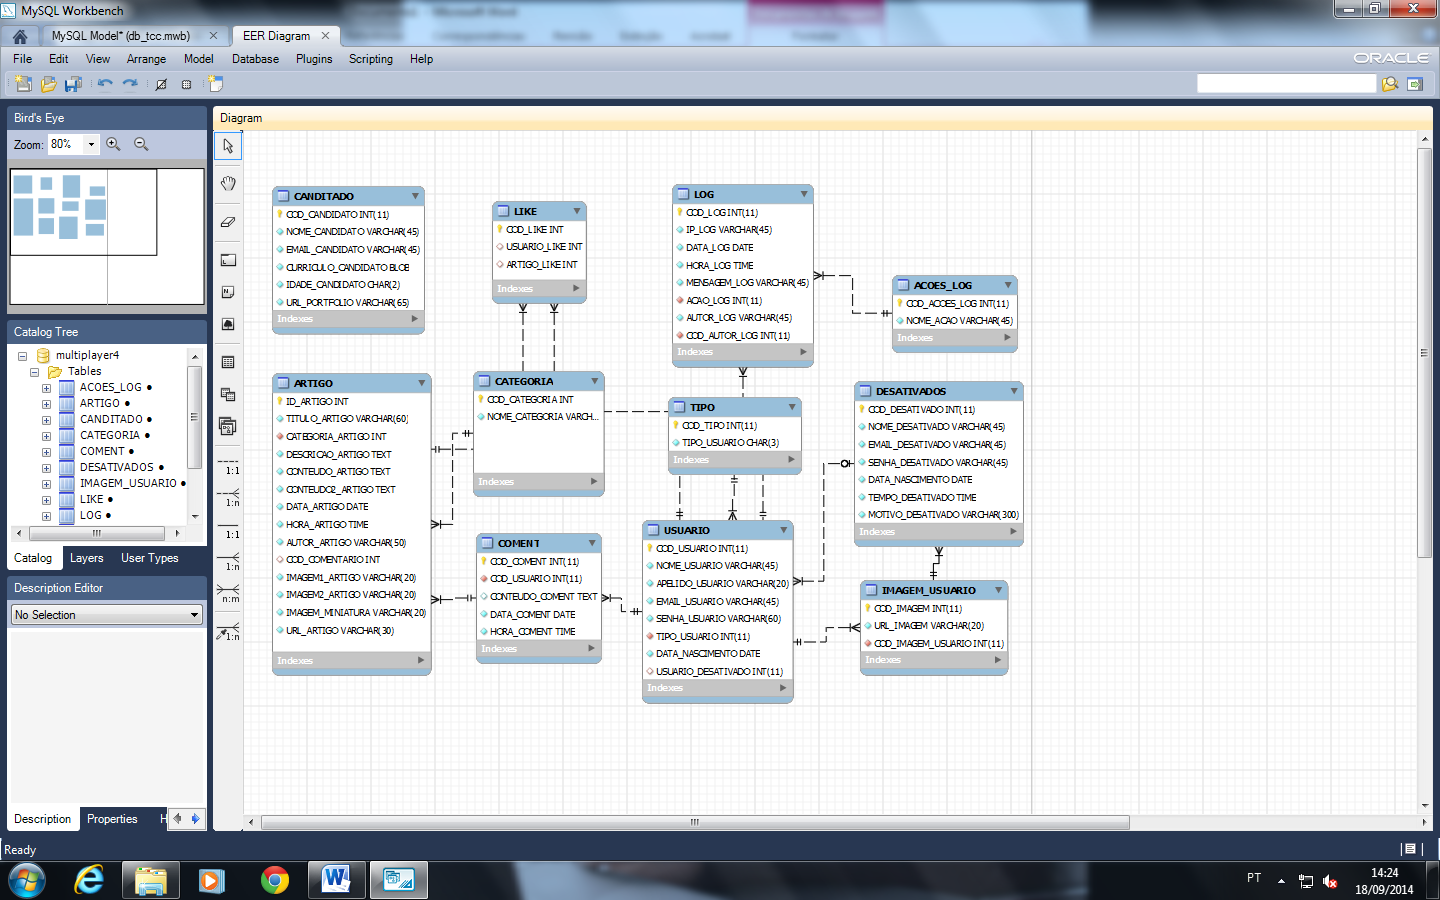 MySQL Workbench
MySQL Model* (db_tcc.mwb)
EER Diagram
File Edit View Arrange Model Database Plugins Scripting Help
ORACLE
Bird's Eye
Zoom: 80%
Catalog Tree
multiplayer4
Tables
ACOES_LOG
ARTIGO
CANDITADO
CATEGORIA
COMENT
DESATIVADOS
IMAGEM_USUARIO
LIKE
LOG
Catalog Layers User Types
Description Editor
No Selection
Description Properties H
Ready
Diagram
1:1
1:n
1:1
1:n
n:m
1:n
CANDITADO
COD_CANDIDATO INT(11)
NOME_CANDIDATO VARCHAR(45)
EMAIL_CANDIDATO VARCHAR(45)
CURRICULO_CANDIDATO BLOB
IDADE_CANDIDATO CHAR(2)
URL_PORTFOLIO VARCHAR(65)
Indexes
LIKE
COD_LIKE INT
USUARIO_LIKE INT
ARTIGO_LIKE INT
Indexes
LOG
COD_LOG INT(11)
IP_LOG VARCHAR(45)
DATA_LOG DATE
HORA_LOG TIME
MENSAGEM_LOG VARCHAR(45)
ACAO_LOG INT(11)
AUTOR_LOG VARCHAR(45)
COD_AUTOR_LOG INT(11)
Indexes
ACOES_LOG
COD_ACOES_LOG INT(11)
NOME_ACAO VARCHAR(45)
Indexes
ARTIGO
ID_ARTIGO INT
TITULO_ARTIGO VARCHAR(60)
CATEGORIA_ARTIGO INT
DESCRICAO_ARTIGO TEXT
CONTEUDO_ARTIGO TEXT
CONTEUDO2_ARTIGO TEXT
DATA_ARTIGO DATE
HORA_ARTIGO TIME
AUTOR_ARTIGO VARCHAR(50)
COD_COMENTARIO INT
IMAGEM1_ARTIGO VARCHAR(20)
IMAGEM2_ARTIGO VARCHAR(20)
IMAGEM_MINIATURA VARCHAR(20)
URL_ARTIGO VARCHAR(30)
Indexes
CATEGORIA
COD_CATEGORIA INT
NOME_CATEGORIA VARCH...
Indexes
TIPO
COD_TIPO INT(11)
TIPO_USUARIO CHAR(3)
Indexes
DESATIVADOS
COD_DESATIVADO INT(11)
NOME_DESATIVADO VARCHAR(45)
EMAIL_DESATIVADO VARCHAR(45)
SENHA_DESATIVADO VARCHAR(45)
DATA_NASCIMENTO DATE
TEMPO_DESATIVADO TIME
MOTIVO_DESATIVADO VARCHAR(300)
Indexes
COMENT
COD_COMENT INT(11)
COD_USUARIO INT(11)
CONTEUDO_COMENT TEXT
DATA_COMENT DATE
HORA_COMENT TIME
Indexes
USUARIO
COD_USUARIO INT(11)
NOME_USUARIO VARCHAR(45)
APELIDO_USUARIO VARCHAR(20)
EMAIL_USUARIO VARCHAR(45)
SENHA_USUARIO VARCHAR(60)
TIPO_USUARIO INT(11)
DATA_NASCIMENTO DATE
USUARIO_DESATIVADO INT(11)
Indexes
IMAGEM_USUARIO
COD_IMAGEM INT(11)
URL_IMAGEM VARCHAR(20)
COD_IMAGEM_USUARIO INT(11)
Indexes
PT
14:24
18/09/2014